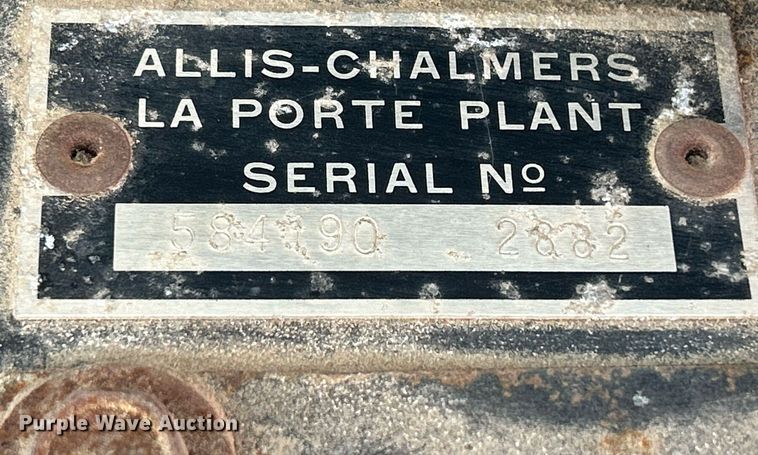 ALLIS-CHALMERS
LA PORTE PLANT
SERIAL Nº
584190 2882
Purple Wave Auction